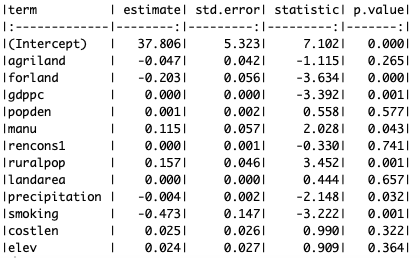 |term | estimate| std.error| statistic| p.value|
|:-------------|--------:|---------:|---------:|-------:|
|(Intercept) | 37.806| 5.323| 7.102| 0.000|
|agriland | -0.047| 0.042| -1.115| 0.265|
|forland | -0.203| 0.056| -3.634| 0.000|
|gdppc | 0.000| 0.000| -3.392| 0.001|
|popden | 0.001| 0.002| 0.558| 0.577|
|manu | 0.115| 0.057| 2.028| 0.043|
|rencons1 | 0.000| 0.001| -0.330| 0.741|
|ruralpop | 0.157| 0.046| 3.452| 0.001|
|landarea | 0.000| 0.000| 0.444| 0.657|
|precipitation | -0.004| 0.002| -2.148| 0.032|
|smoking | -0.473| 0.147| -3.222| 0.001|
|costlen | 0.025| 0.026| 0.990| 0.322|
|elev | 0.024| 0.027| 0.909| 0.364|